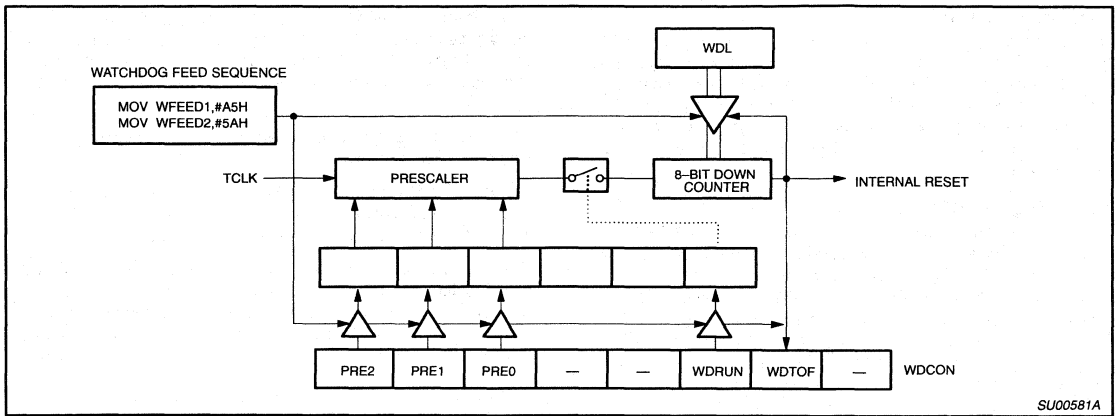 WDL
WATCHDOG FEED SEQUENCE
MOV WFEED1,#A5H
MOV WFEED2,#5AH
TCLK
PRESCALER
8–BIT DOWN
COUNTER
INTERNAL RESET
PRE2
PRE1
PRE0
—
—
WDRUN
WDTOF
—
WDCON
SU00581A